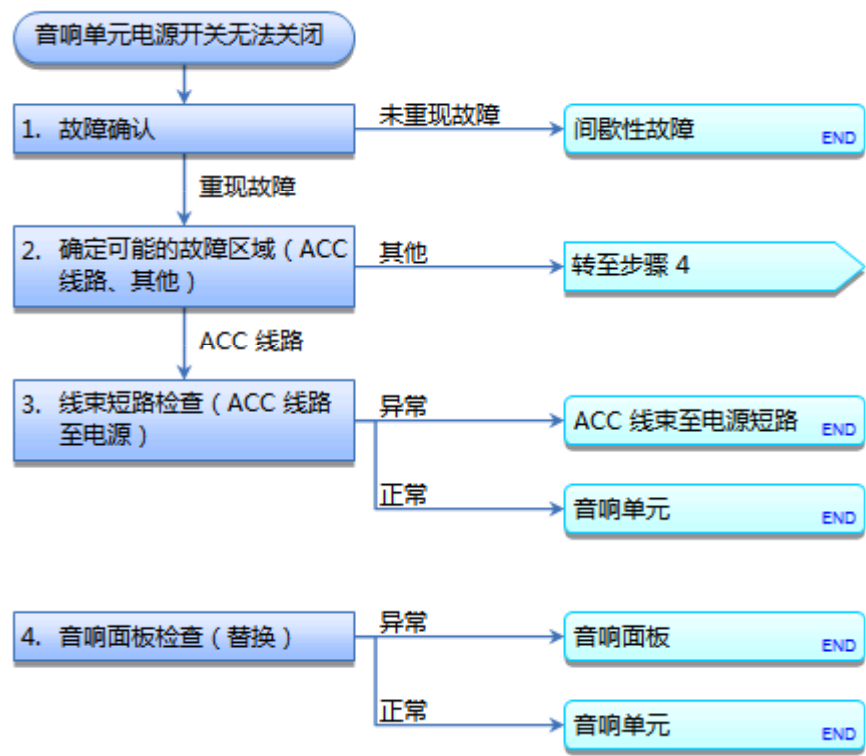 音响单元电源开关无法关闭
1. 故障确认
未重现故障
间歇性故障
END
重现故障
2. 确定可能的故障区域（ACC
线路、其他）
其他
转至步骤 4
ACC 线路
3. 线束短路检查（ACC 线路
至电源）
异常
ACC 线束至电源短路
END
正常
音响单元
END
4. 音响面板检查（替换）
异常
音响面板
END
正常
音响单元
END